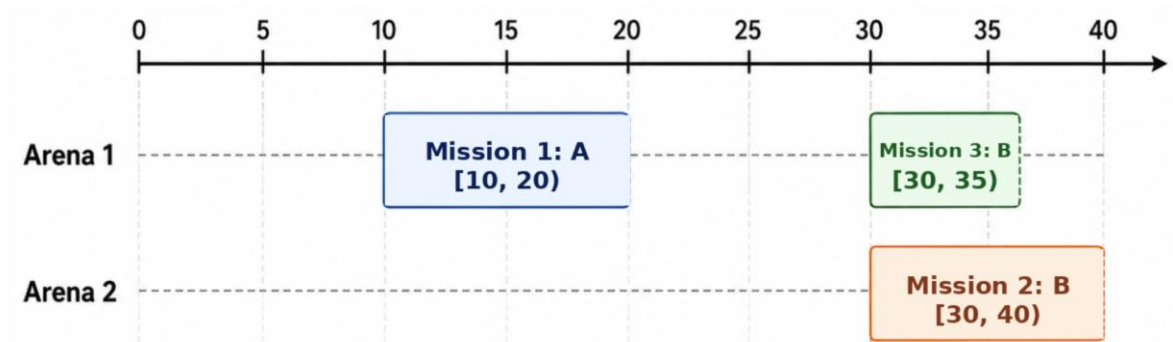 0 5 10 15 20 25 30 35 40
Arena 1
Mission 1: A
[10, 20)
Mission 3: B
[30, 35)
Arena 2
Mission 2: B
[30, 40)